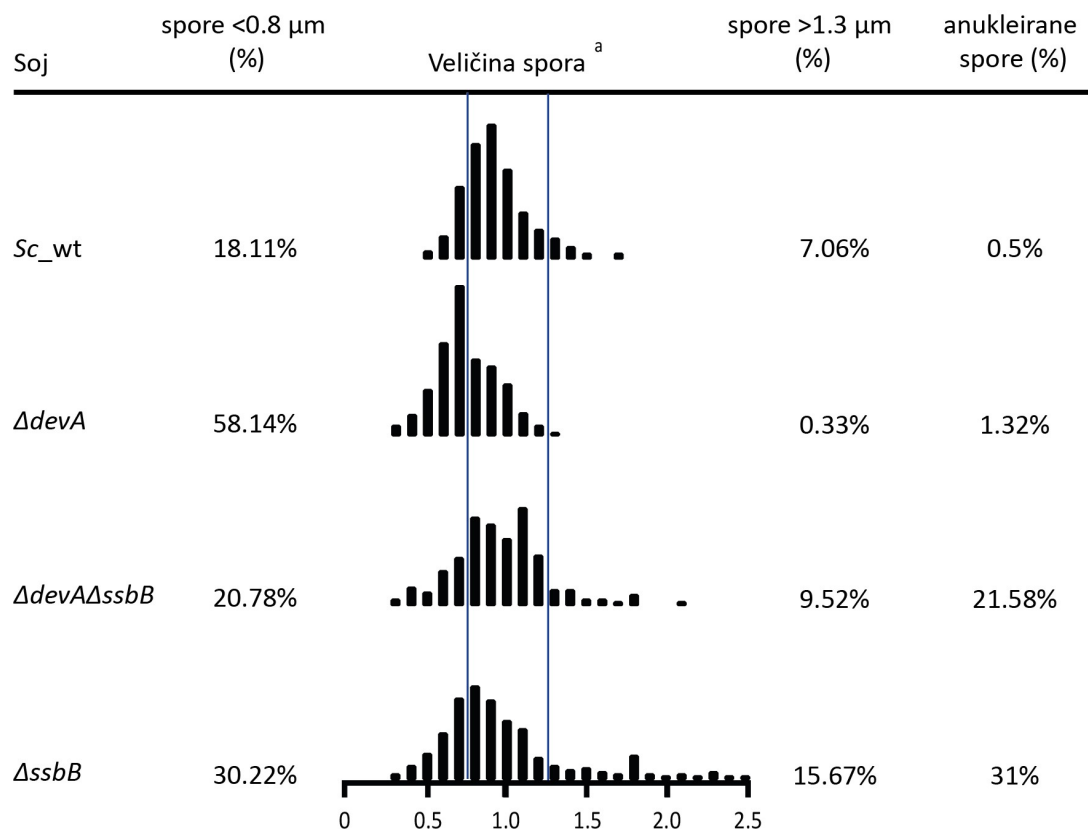 Soj
spore <0.8 µm
(%)
Veličina spora a
spore >1.3 µm
(%)
anukleirane
spore (%)
Sc_wt 18.11% 7.06% 0.5%
ΔdevA 58.14% 0.33% 1.32%
ΔdevAΔssbB 20.78% 9.52% 21.58%
ΔssbB 30.22% 15.67% 31%
0 0.5 1.0 1.5 2.0 2.5